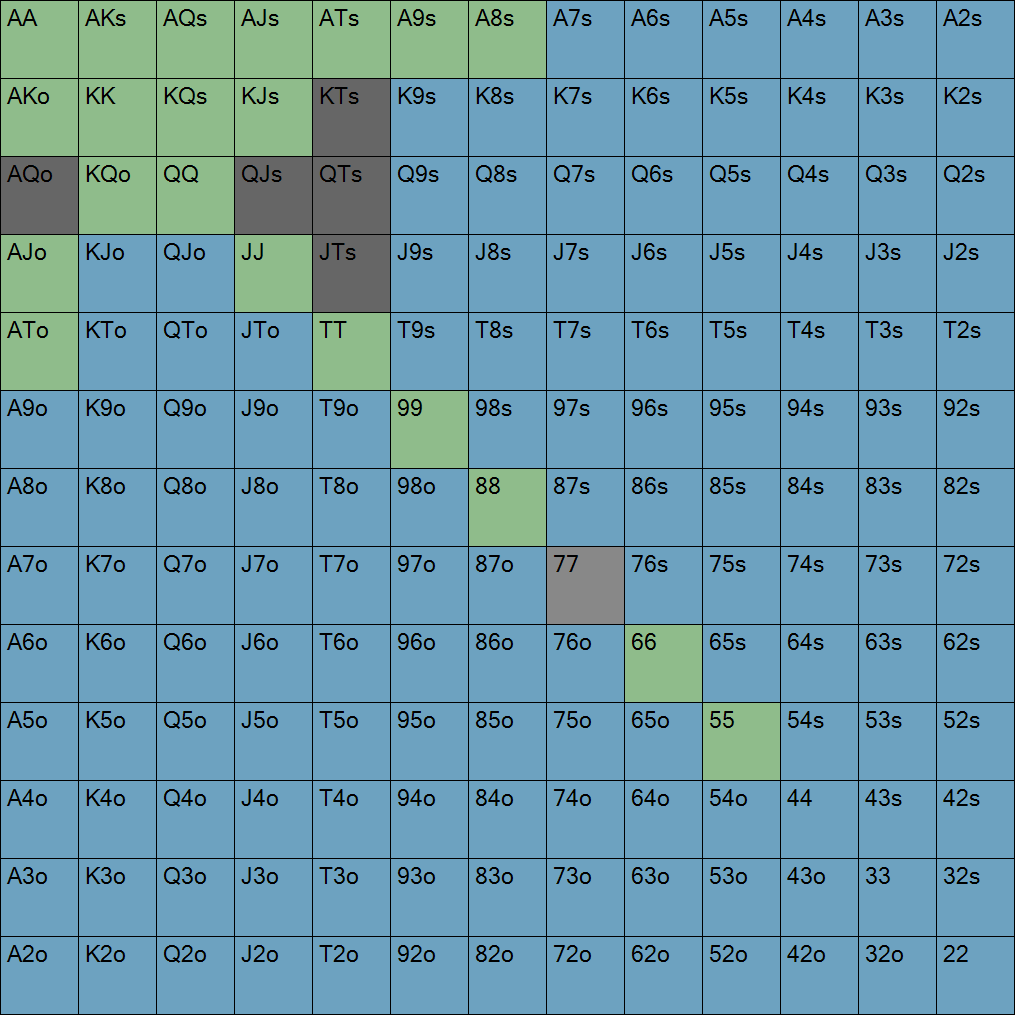 AA AKs AQs AJs ATs A9s A8s A7s A6s A5s A4s A3s A2s
AKo KK KQs KJs KTs K9s K8s K7s K6s K5s K4s K3s K2s
AQo KQo QQ QJs QTs Q9s Q8s Q7s Q6s Q5s Q4s Q3s Q2s
AJo KJo QJo JJ JTs J9s J8s J7s J6s J5s J4s J3s J2s
ATo KTo QTo JTo TT T9s T8s T7s T6s T5s T4s T3s T2s
A9o K9o Q9o J9o T9o 99 98s 97s 96s 95s 94s 93s 92s
A8o K8o Q8o J8o T8o 98o 88 87s 86s 85s 84s 83s 82s
A7o K7o Q7o J7o T7o 97o 87o 77 76s 75s 74s 73s 72s
A6o K6o Q6o J6o T6o 96o 86o 76o 66 65s 64s 63s 62s
A5o K5o Q5o J5o T5o 95o 85o 75o 65o 55 54s 53s 52s
A4o K4o Q4o J4o T4o 94o 84o 74o 64o 54o 44 43s 42s
A3o K3o Q3o J3o T3o 93o 83o 73o 63o 53o 43o 33 32s
A2o K2o Q2o J2o T2o 92o 82o 72o 62o 52o 42o 32o 22